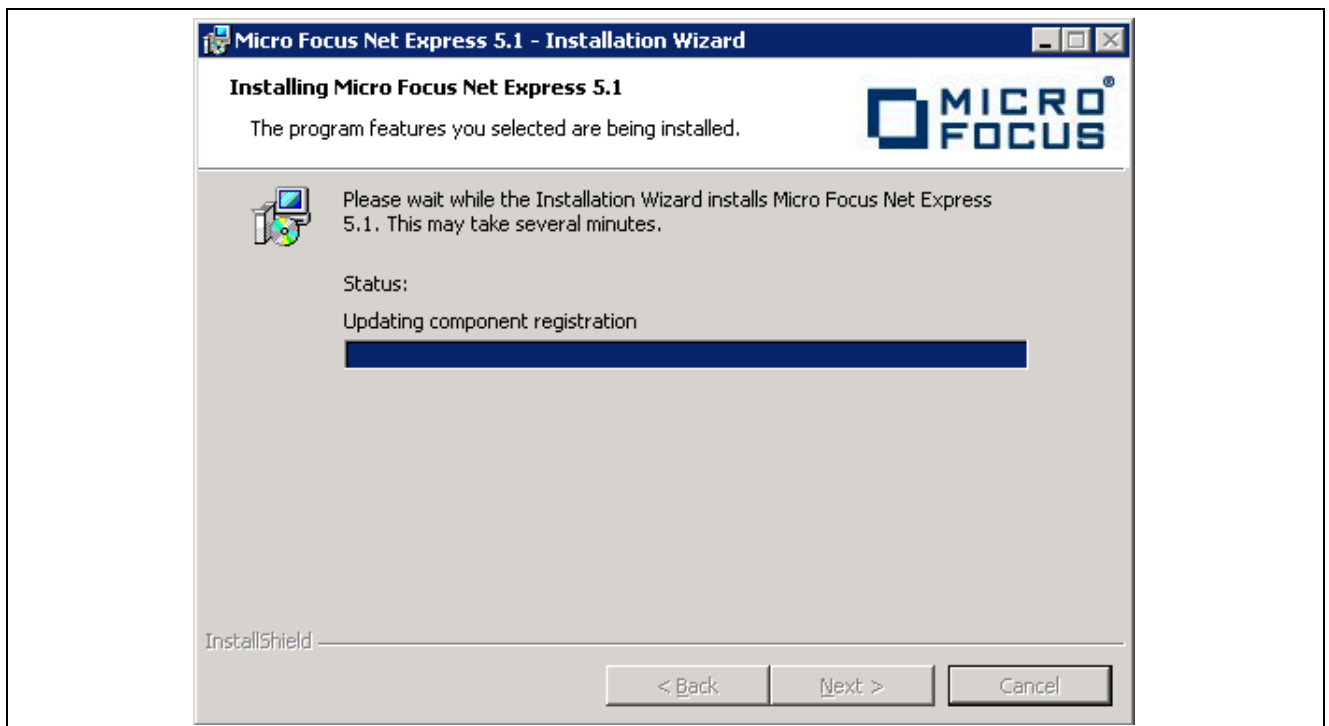 Micro Focus Net Express 5.1 - Installation Wizard
Installing Micro Focus Net Express 5.1
The program features you selected are being installed.
MICRO®
FOCUS
Please wait while the Installation Wizard installs Micro Focus Net Express
5.1. This may take several minutes.
Status:
Updating component registration
InstallShield
< Back
Next >
Cancel